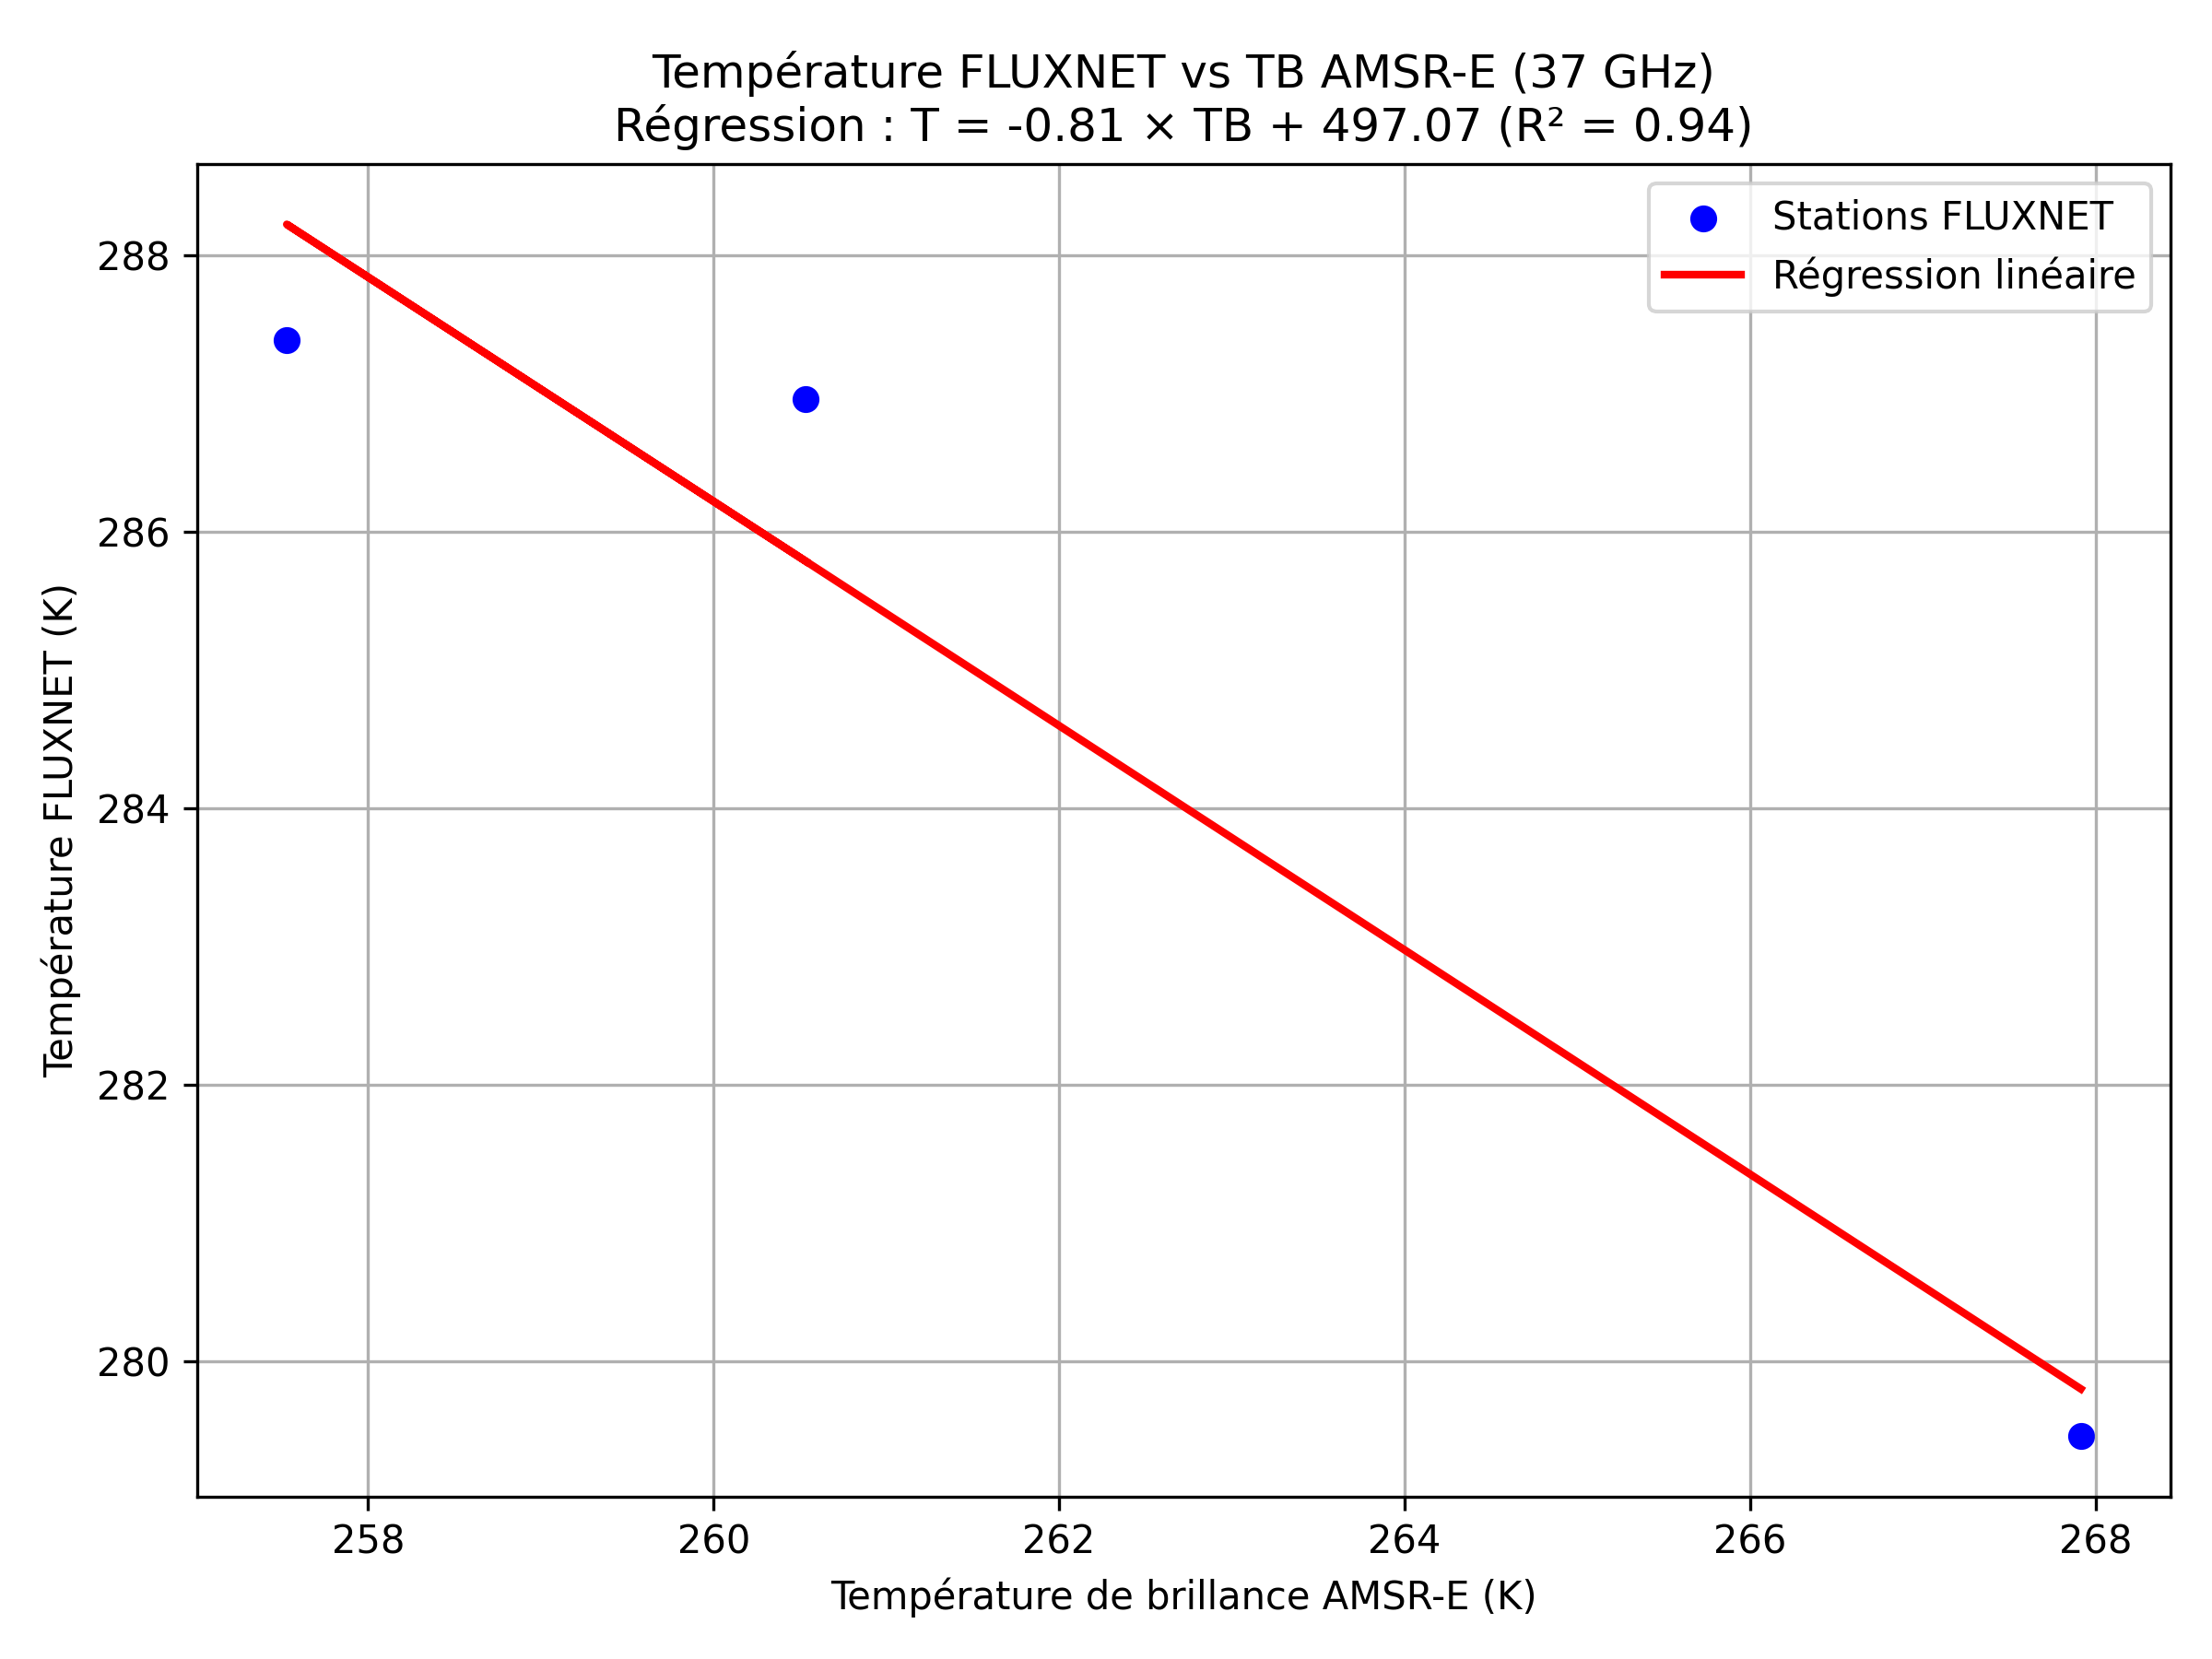 Température FLUXNET vs TB AMSR-E (37 GHz)
Régression : T = -0.81 × TB + 497.07 (R² = 0.94)
Stations FLUXNET
Régression linéaire
288
286
284
282
280
Température FLUXNET (K)
258
260
262
264
266
268
Température de brillance AMSR-E (K)